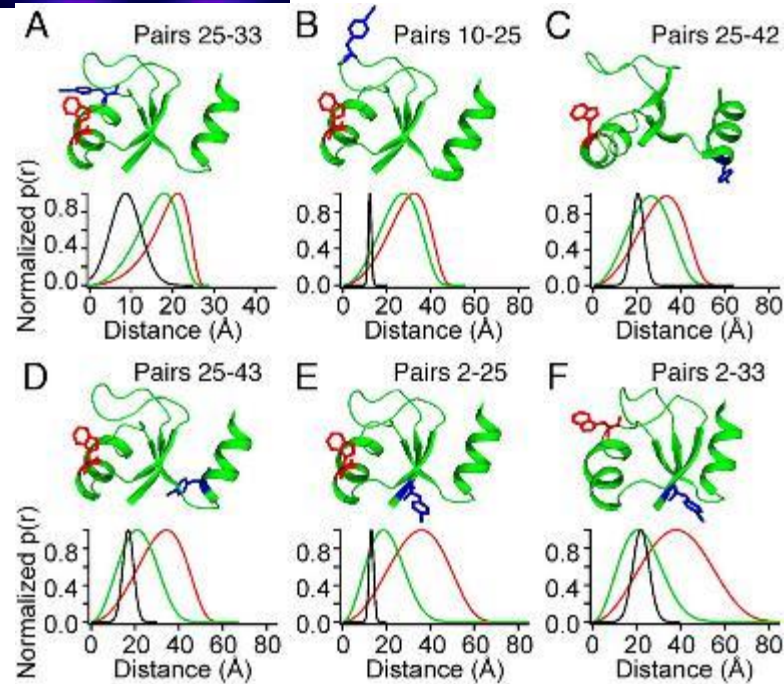 A Pairs 25-33
B Pairs 10-25
C Pairs 25-42
Normalized p(r)
0.8
0.4
0.0
0 10 20 30 40
Distance (Å)
0.8
0.4
0.0
0 20 40 60 80
Distance (Å)
0.8
0.4
0.0
0 20 40 60 80
Distance (Å)
D Pairs 25-43
E Pairs 2-25
F Pairs 2-33
Normalized p(r)
0.8
0.4
0.0
0 20 40 60 80
Distance (Å)
0.8
0.4
0.0
0 20 40 60 80
Distance (Å)
0.8
0.4
0.0
0 20 40 60 80
Distance (Å)